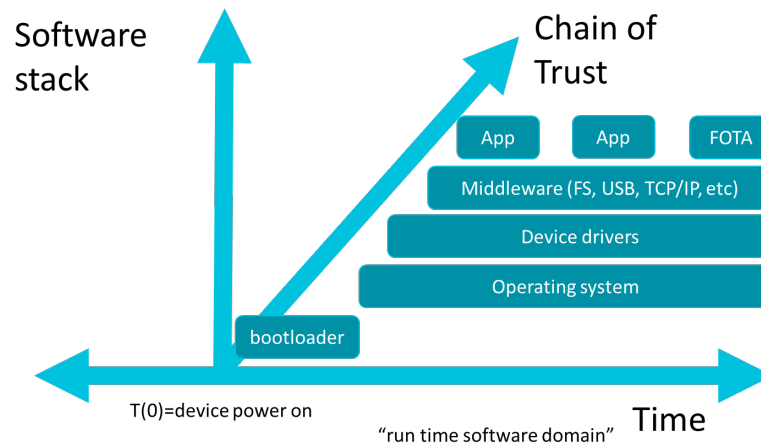 Software
stack
Chain of
Trust
App
App
FOTA
Middleware (FS, USB, TCP/IP, etc)
Device drivers
Operating system
bootloader
T(0)=device power on
“run time software domain”
Time